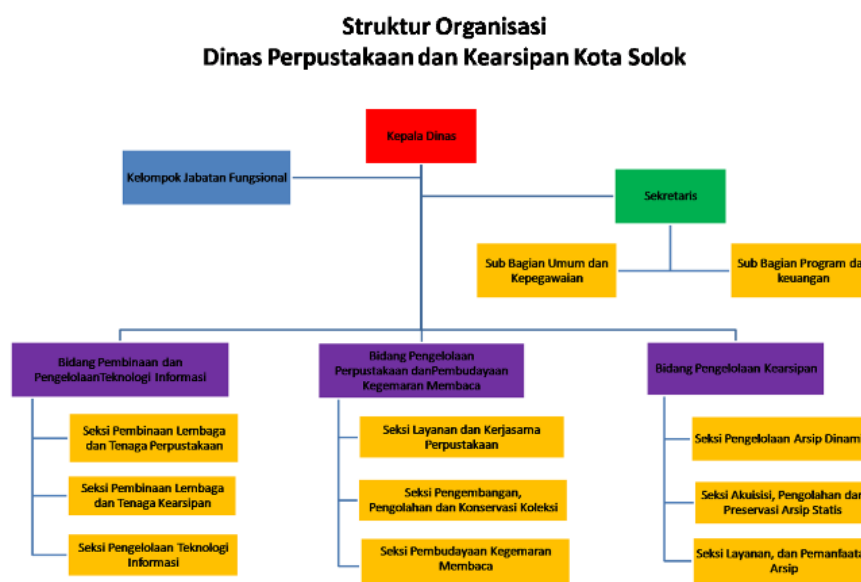 Struktur Organisasi
Dinas Perpustakaan dan Kearsipan Kota Solok
Kepala Dinas
Kelompok Jabatan Fungsional
Sekretaris
Sub Bagian Umum dan
Kepegawaian
Sub Bagian Program da
keuangan
Bidang Pembinaan dan
PengelolaanTeknologi Informasi
Bidang Pengelolaan
Perpustakaan danPembudayaan
Kegemaran Membaca
Bidang Pengelolaan Kearsipan
Seksi Pembinaan Lembaga
dan Tenaga Perpustakaan
Seksi Pembinaan Lembaga
dan Tenaga Kearsipan
Seksi Pengelolaan Teknologi
Informasi
Seksi Layanan dan Kerjasama
Perpustakaan
Seksi Pengembangan,
Pengolahan dan Konservasi Koleksi
Seksi Pembudayaan Kegemaran
Membaca
Seksi Pengelolaan Arsip Dinam
Seksi Akuisisi, Pengolahan dan
Preservasi Arsip Statis
Seksi Layanan, dan Pemanfaata
Arsip